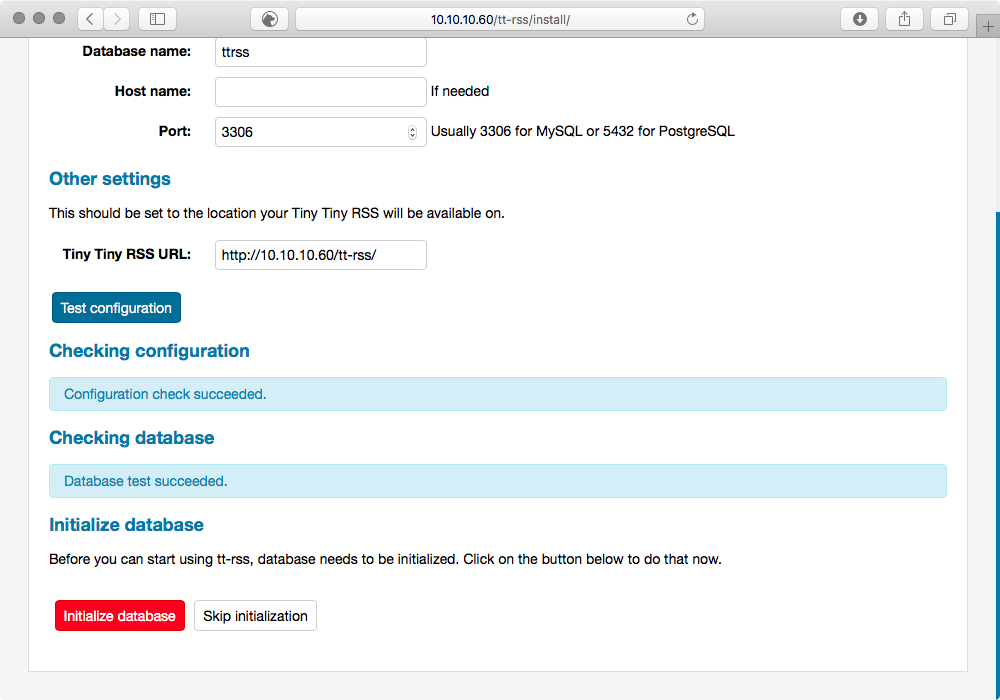 10.10.10.60/tt-rss/install/
Database name: ttrss
Host name: If needed
Port: 3306 Usually 3306 for MySQL or 5432 for PostgreSQL
Other settings
This should be set to the location your Tiny Tiny RSS will be available on.
Tiny Tiny RSS URL: http://10.10.10.60/tt-rss/
Test configuration
Checking configuration
Configuration check succeeded.
Checking database
Database test succeeded.
Initialize database
Before you can start using tt-rss, database needs to be initialized. Click on the button below to do that now.
Initialize database Skip initialization